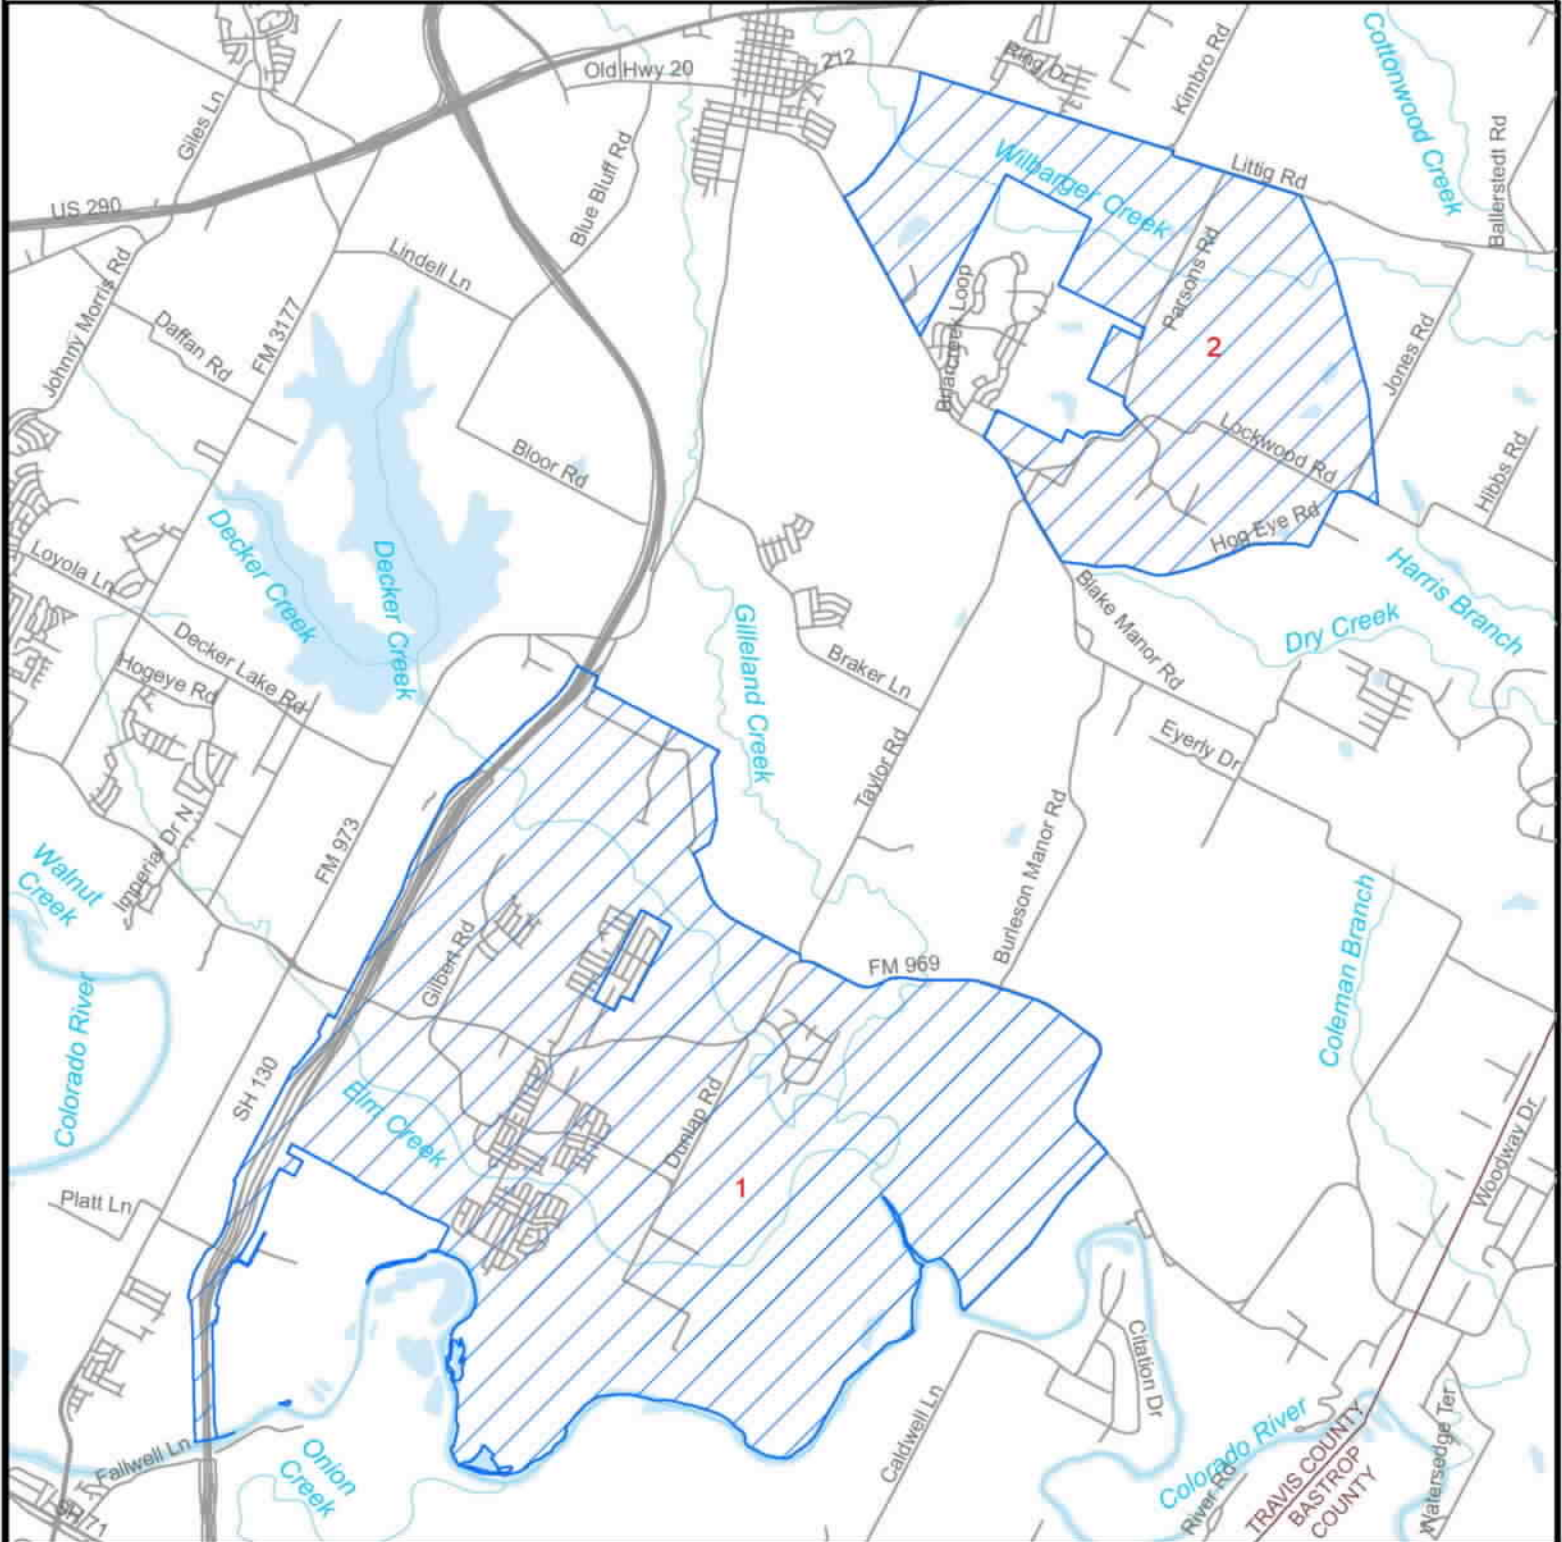 Old Hwy 20
212
Ring Dr
Kimbro Rd
Cottonwood Creek
Ballerstedt Rd
Giles Ln
US 290
Blue Bluff Rd
Wilbarger Creek
Littig Rd
Johnny Morris Rd
Lindell Ln
Daffan Rd
FM 3177
Briarcreek Loop
Parsons Rd
2
Jones Rd
Lockwood Rd
Hibbs Rd
Bloor Rd
Hog Eye Rd
Loyola Ln
Decker Creek
Decker Creek
Harris Branch
Dry Creek
Gilleland Creek
Blake Manor Rd
Decker Lake Rd
Hogeye Rd
Braker Ln
Eyerly Dr
Taylor Rd
Burleson Manor Rd
Walnut
Creek
Imperial Dr N
FM 973
Gilbert Rd
FM 969
Coleman Branch
Colorado River
SH 130
Elm Creek
Dunlap Rd
1
Woodway Dr
Platt Ln
Citation Dr
Caldwell Ln
Colorado River
Fallwell Ln
Onion
Creek
SH 71
River Rd
TRAVIS COUNTY
BASTROP
COUNTY
Watersedge Ter